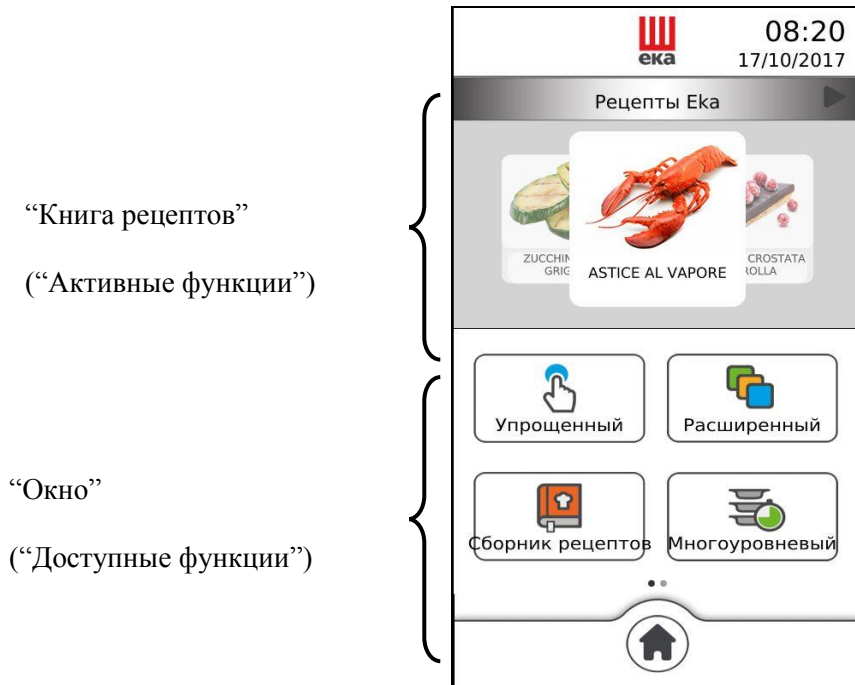 ека
08:20
17/10/2017
Рецепты Eka
“Книга рецептов”
(“Активные функции”)
ASTICE AL VAPORE
CROSTATA
Упрощенный
Расширенный
“Окно”
(“Доступные функции”)
Сборник рецептов
Многоуровневый